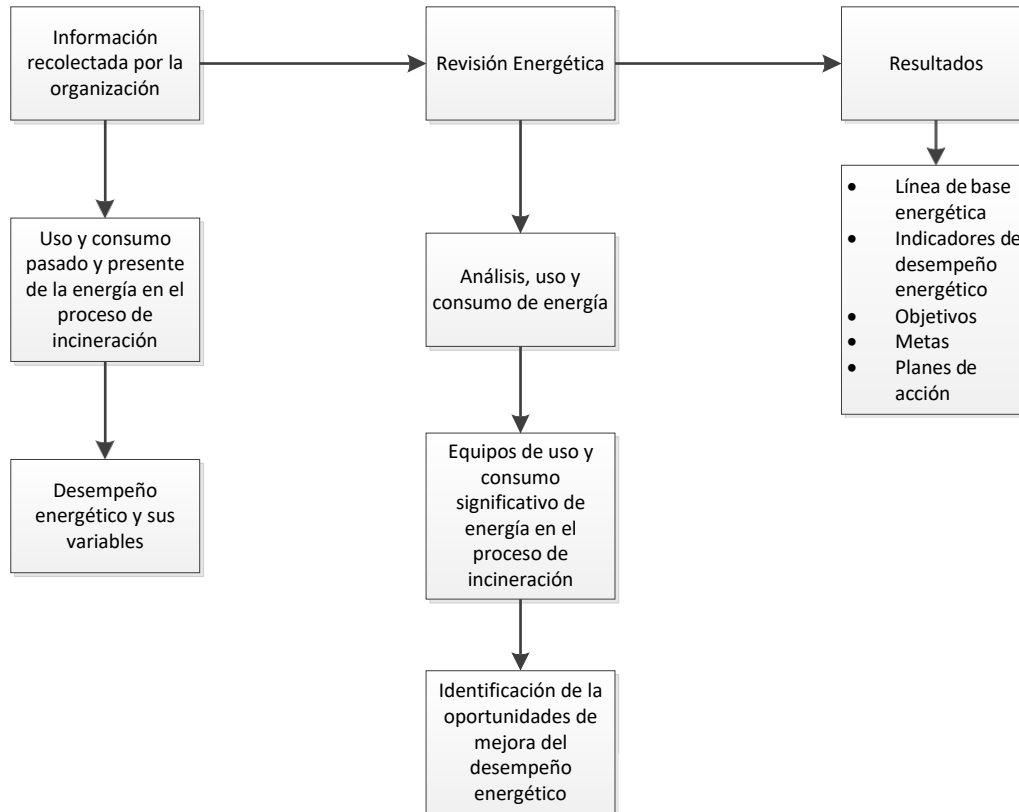 Información
recolectada por la
organización
Revisión Energética
Resultados
Uso y consumo
pasado y presente
de la energía en el
proceso de
incineración
Desempeño
energético y sus
variables
Análisis, uso y
consumo de energía
Equipos de uso y
consumo
significativo de
energía en el
proceso de
incineración
Identificación de la
oportunidades de
mejora del
desempeño
energético
• Línea de base
energética
• Indicadores de
desempeño
energético
• Objetivos
• Metas
• Planes de
acción